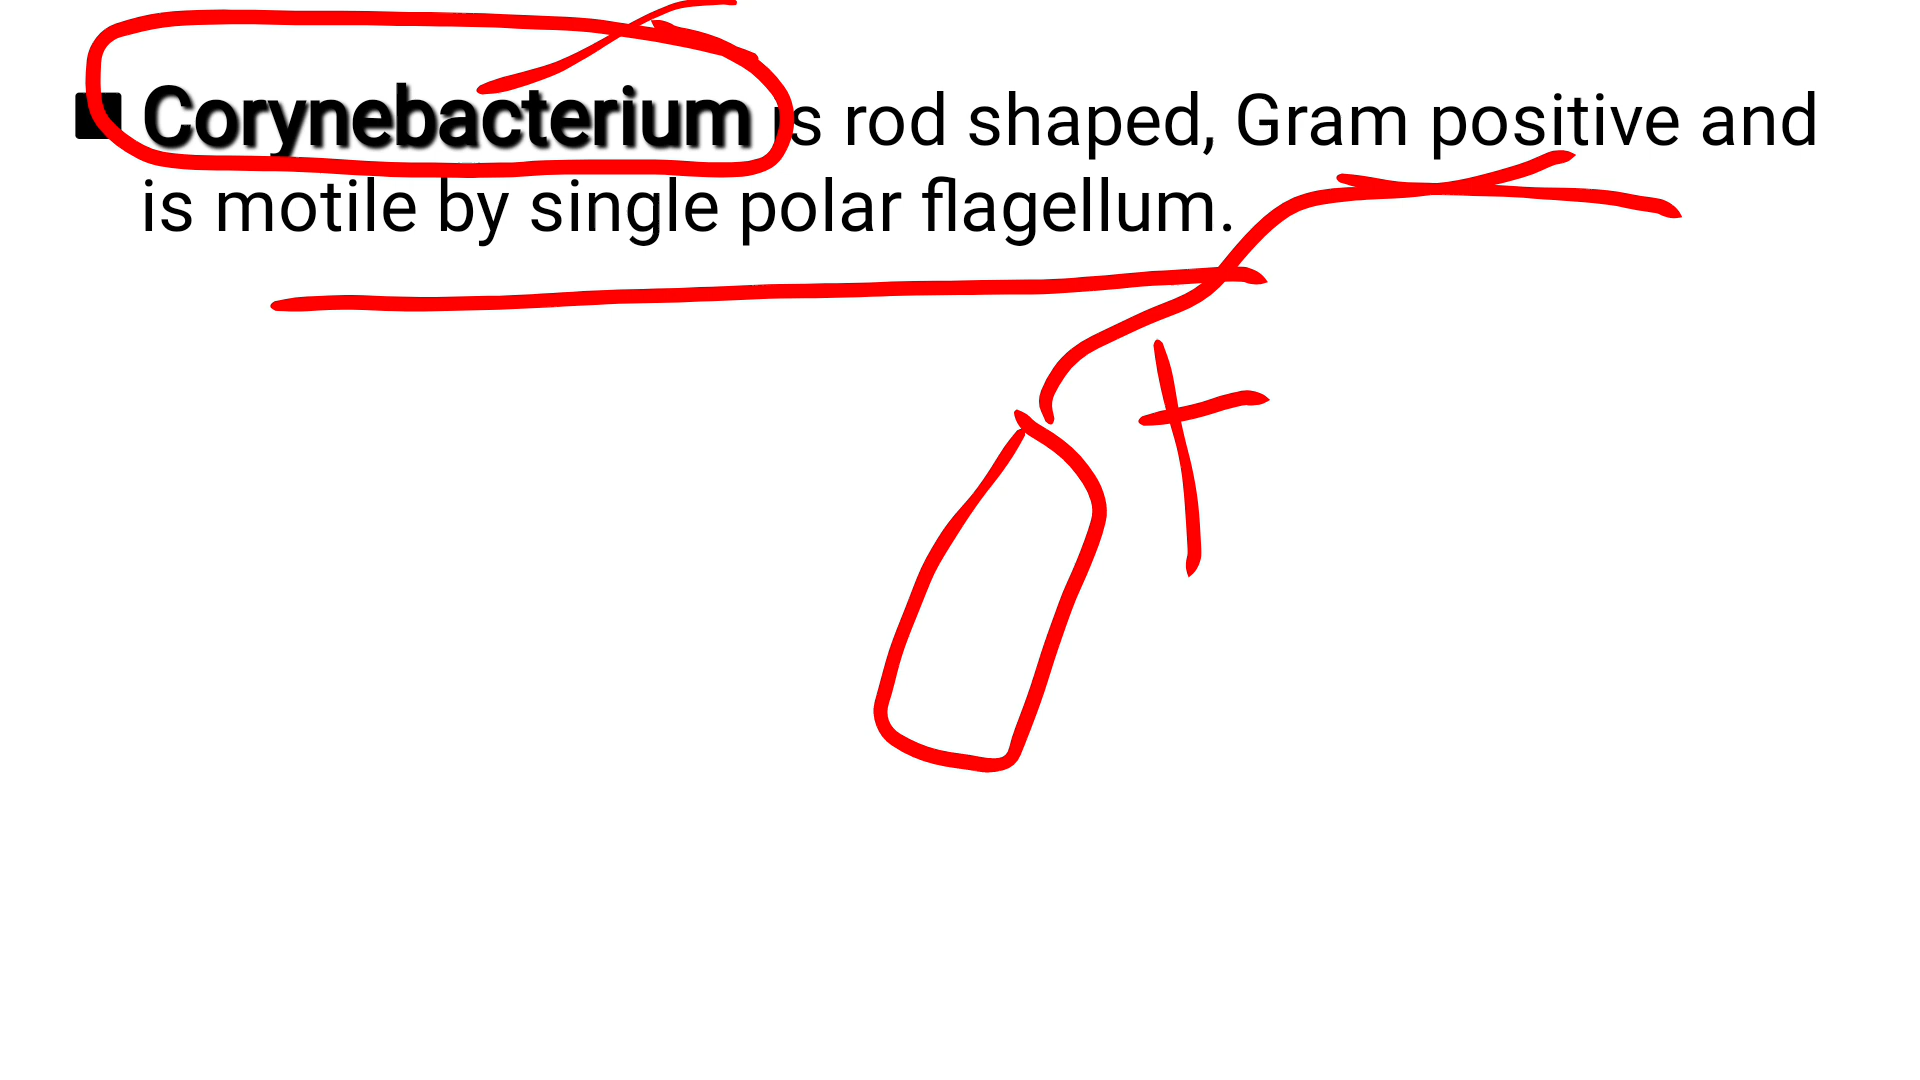 Corynebacterium is rod shaped, Gram positive and
is motile by single polar flagellum.
+